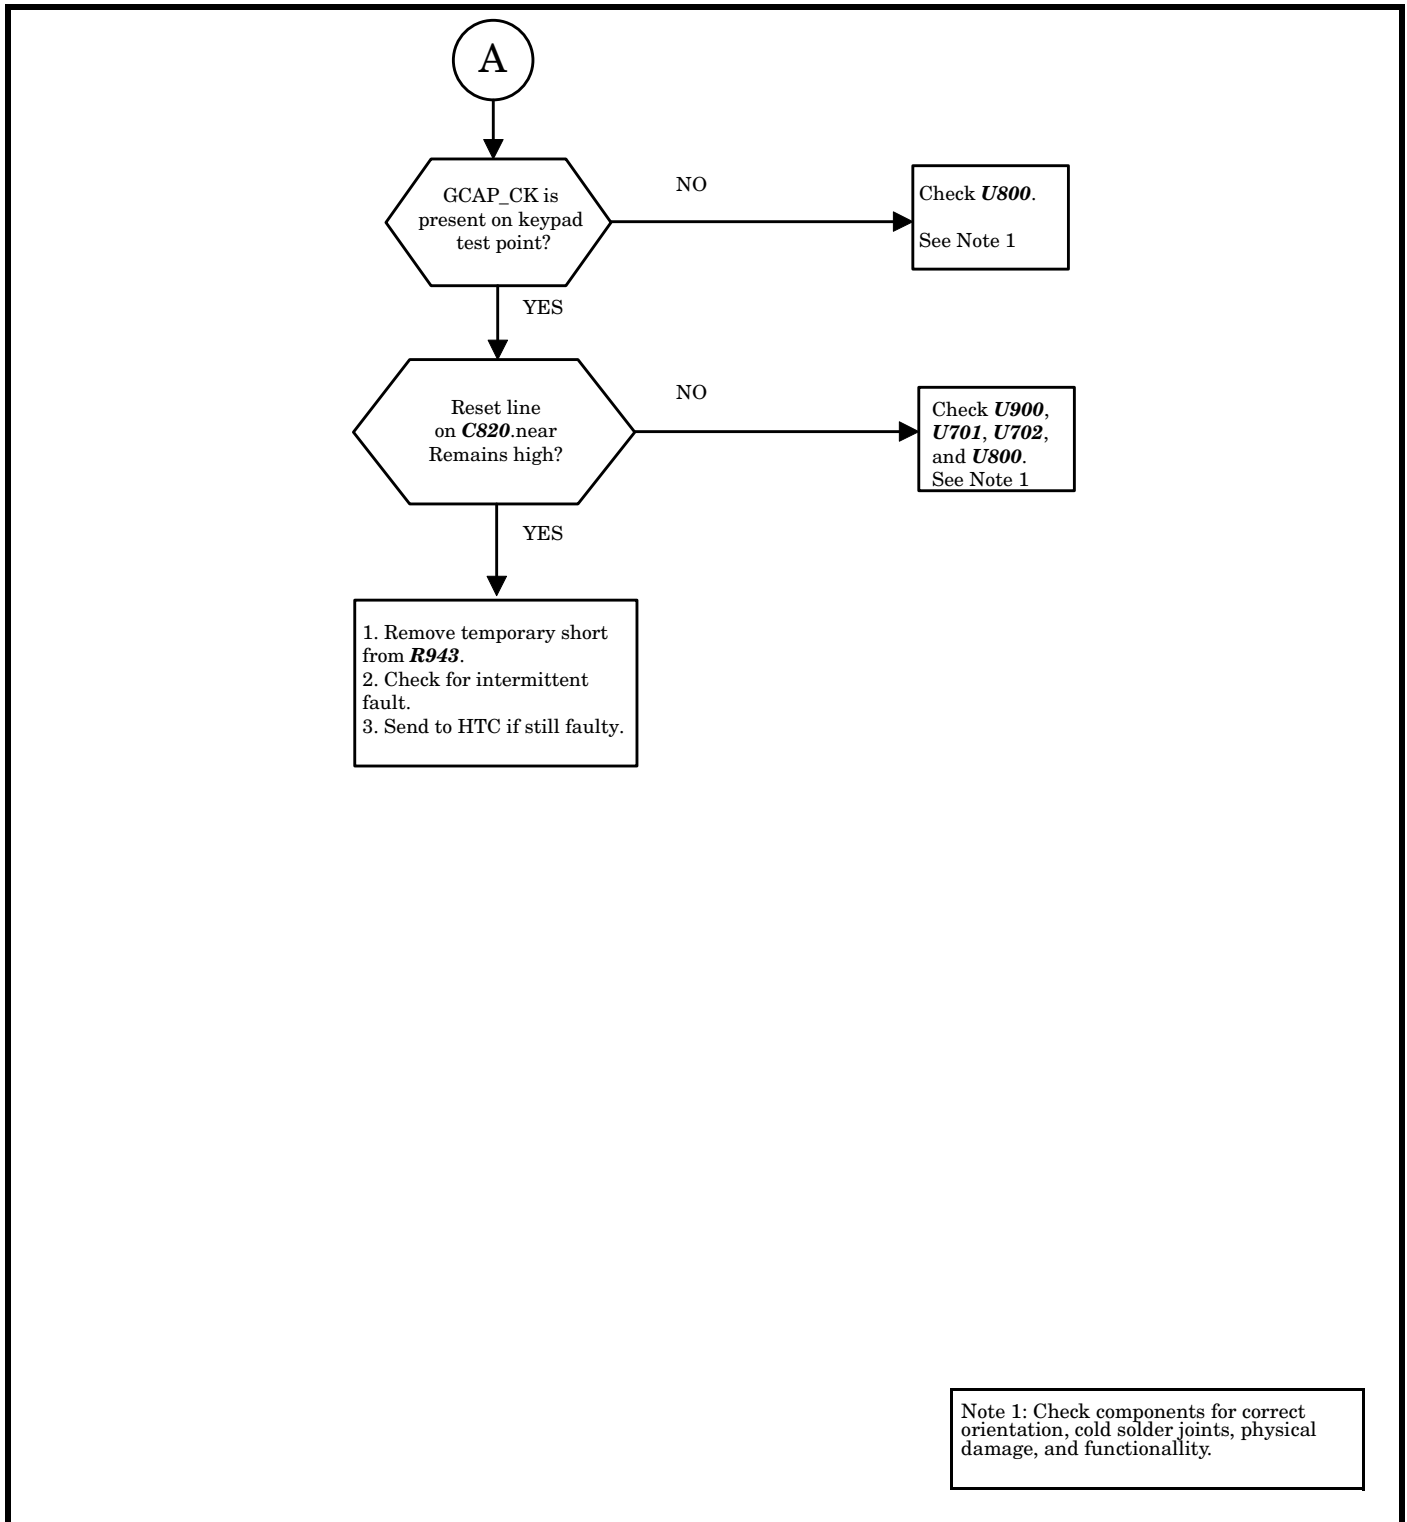 A
GCAP_CK is
present on keypad
test point?
NO
Check U800.
See Note 1
YES
Reset line
on C820.near
Remains high?
NO
Check U900,
U701, U702,
and U800.
See Note 1
YES
1. Remove temporary short
from R943.
2. Check for intermittent
fault.
3. Send to HTC if still faulty.
Note 1: Check components for correct
orientation, cold solder joints, physical
damage, and functionallity.